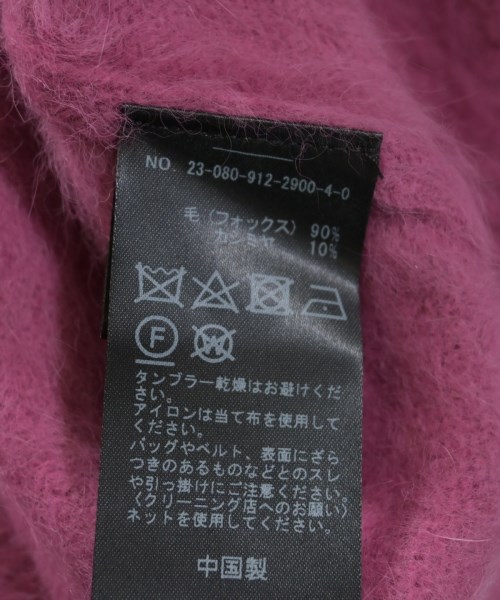 NO. 23-080-912-2900-4-0
毛(フォックス) 90%
カシミヤ 10%
F
W
タンブラー乾燥はお避けくだ
さい。
アイロンは当て布を使用して
ください。
バッグやベルト、表面にざら
つきのあるものなどとのスレ
や引っ掛けにご注意ください。
〈クリーニング店へのお願い〉
ネットを使用してください。
中国製